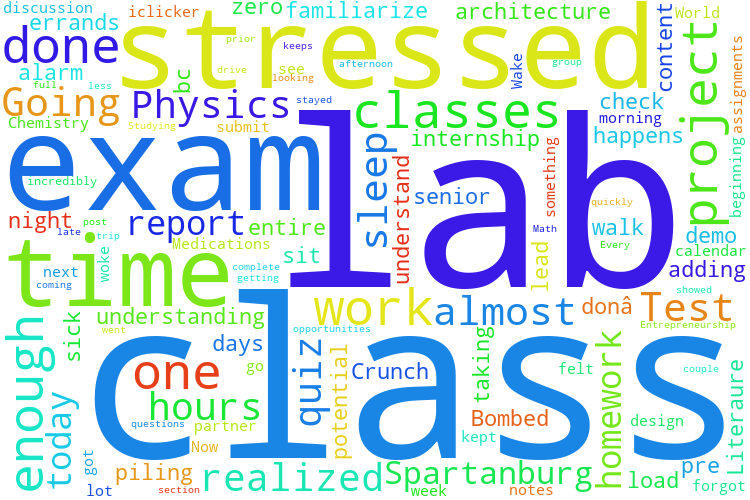 discussion iclicker zero familiarize architecture World
errands
done stressed
prior keeps see looking drive afternoon group
bc Wake content
alarm full less
Going Physics classes check project assignments
Chemistry Studying submit stayed internship morning happens
exam lab
sleep understand something
incredibly senior quickly
night post report entire walk demo beginning
late trip Medications sit lead Math Every calendar
time woke
next coming complete getting adding
enough understanding went work almost donâ Test
opportunities Entrepreneurship
sick days class
today one go quiz potential Crunch taking felt couple homework
hours questions partner Bombed design Literaure
Now kept
got piling realized Spartanburg load pre
lot section week notes forgot
showed